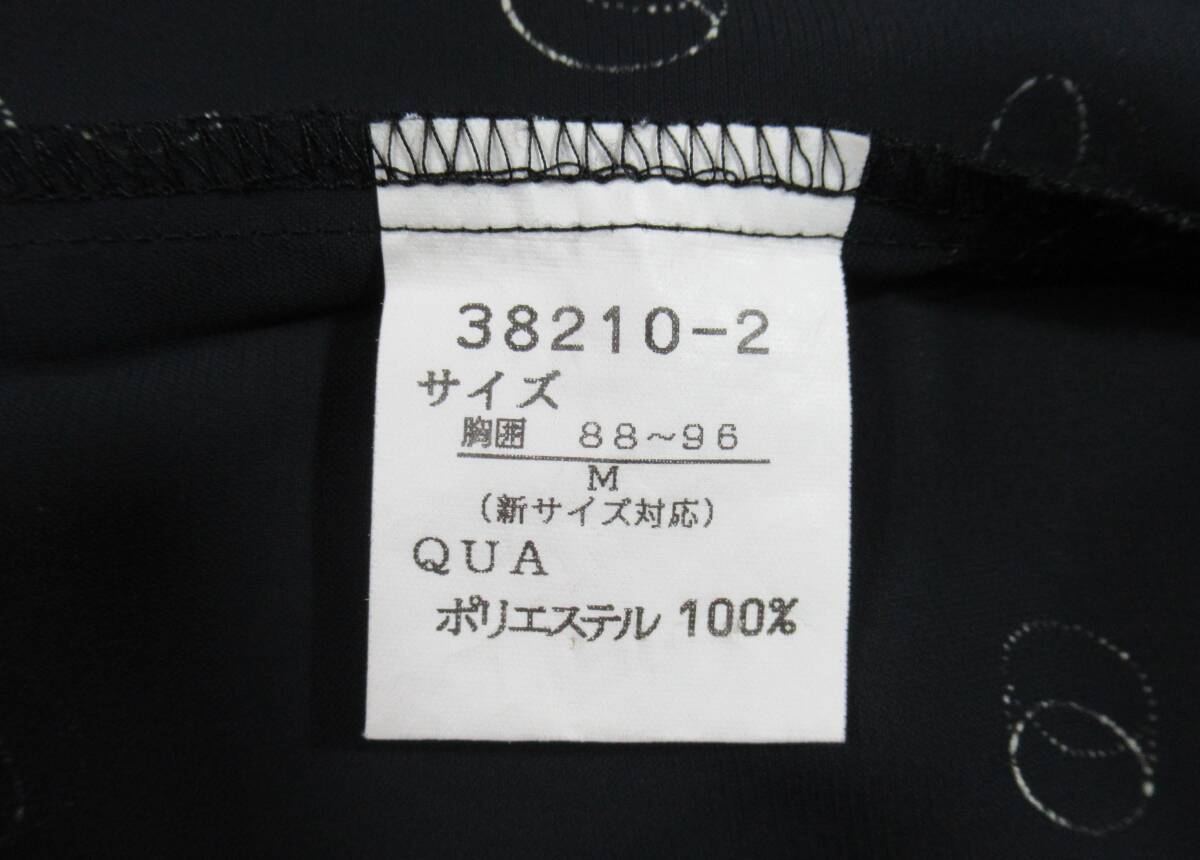 38210-2
サイズ
胸囲 88~96
M
(新サイズ対応)
QUA
ポリエステル 100%